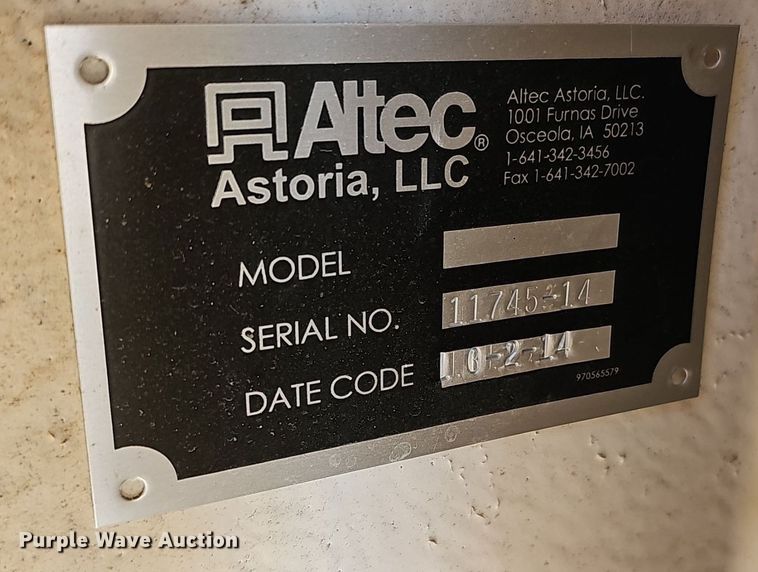 Altec®
Astoria, LLC
Altec Astoria, LLC.
1001 Furnas Drive
Osceola, IA 50213
1-641-342-3456
Fax 1-641-342-7002
MODEL
SERIAL NO. 11745-14
DATE CODE 10-2-14
970565579
Purple Wave Auction